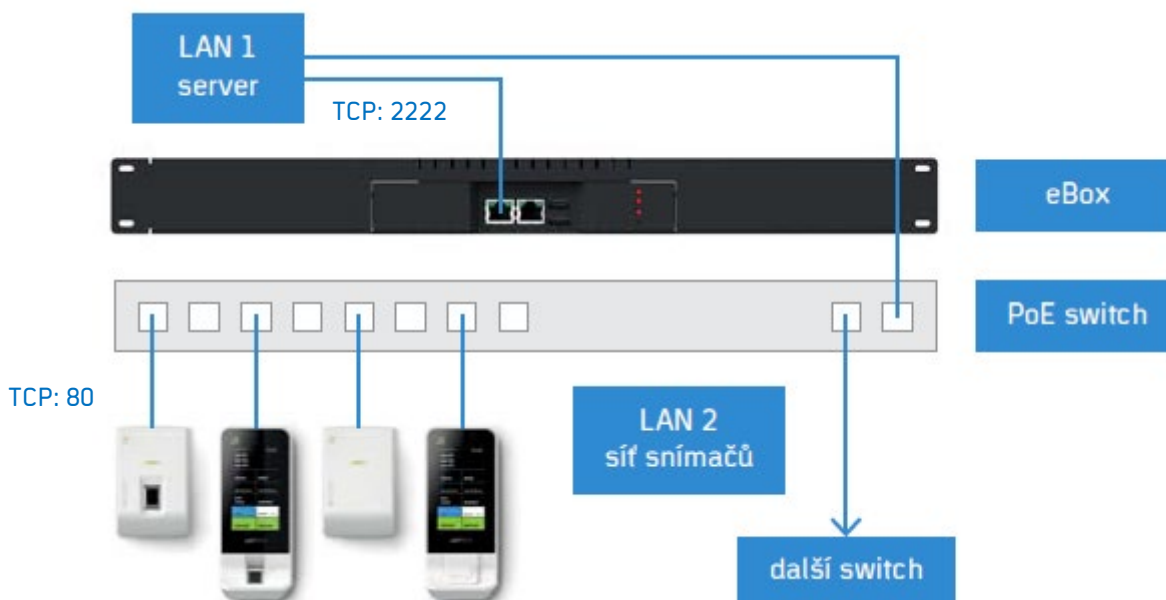 LAN 1
server
TCP: 2222
eBox
PoE switch
TCP: 80
LAN 2
síť snímačů
další switch